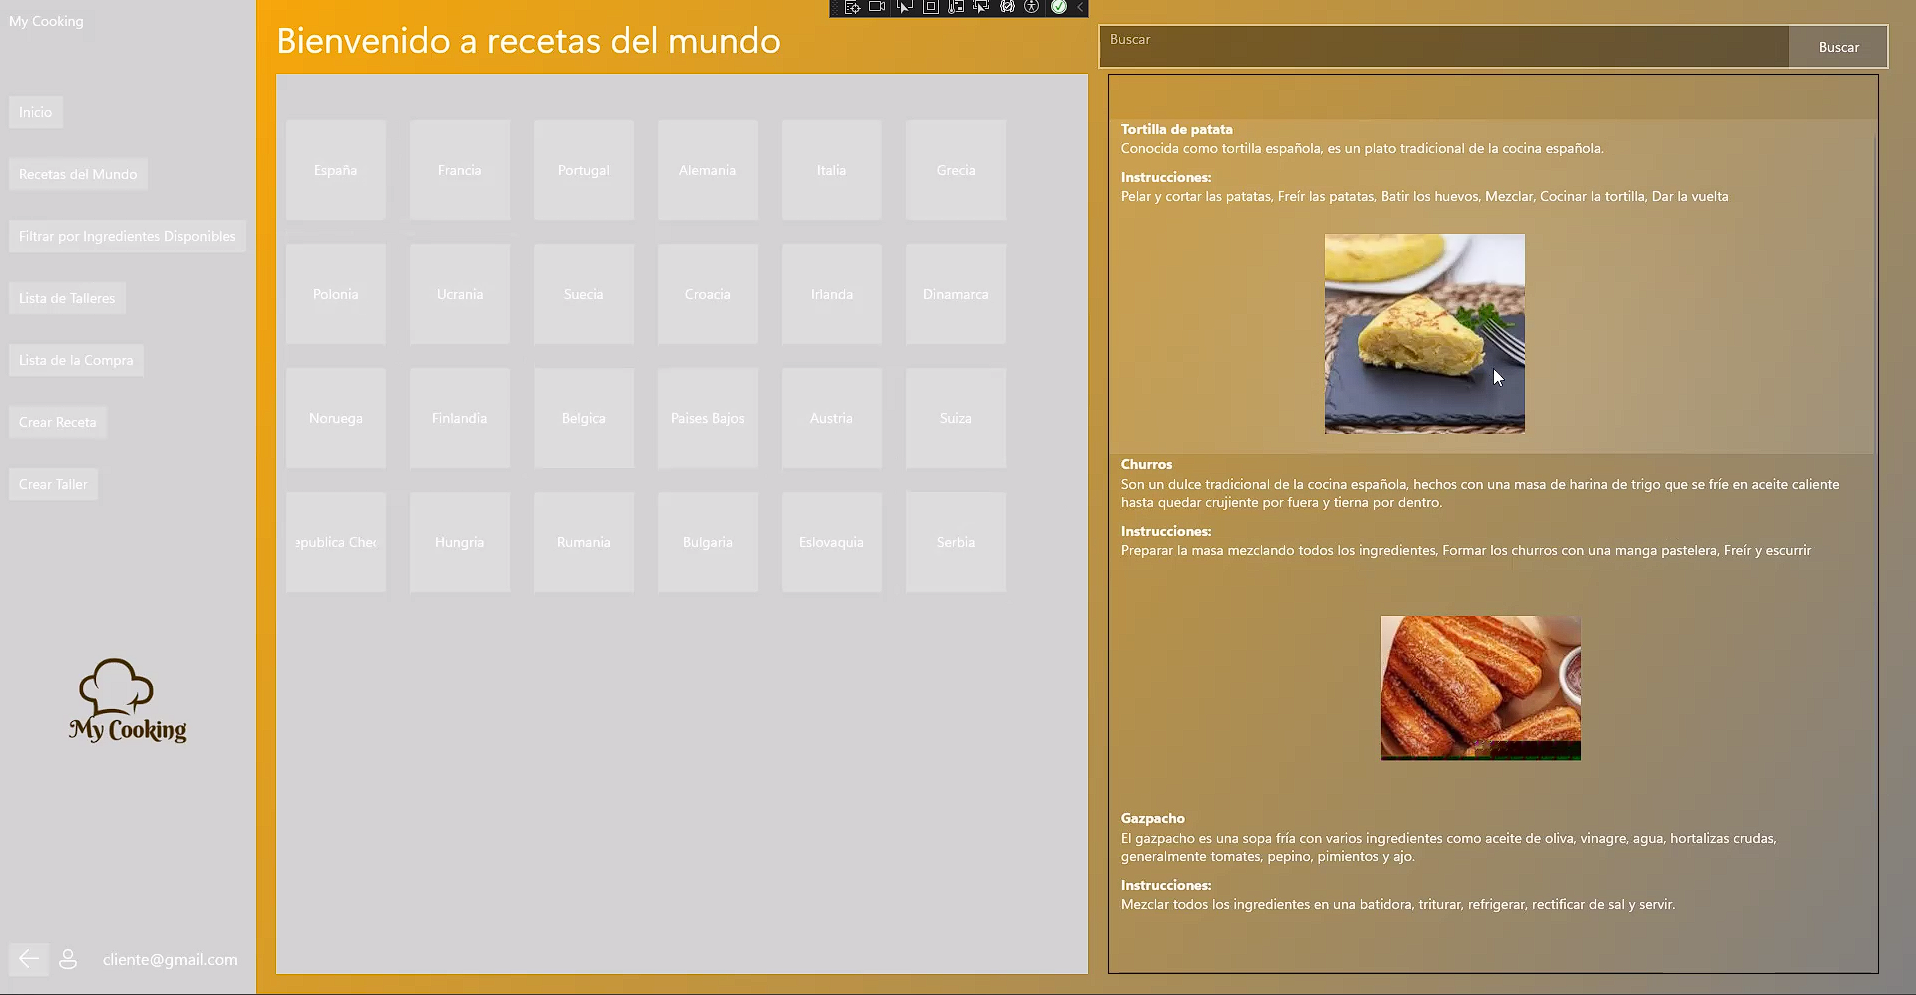 My Cooking
Inicio
Recetas del Mundo
Filtrar por Ingredientes Disponibles
Lista de Talleres
Lista de la Compra
Crear Receta
Crear Taller
My Cooking
cliente@gmail.com
Bienvenido a recetas del mundo
España Francia Portugal Alemania Italia Grecia
Polonia Ucrania Suecia Croacia Irlanda Dinamarca
Noruega Finlandia Belgica Paises Bajos Austria Suiza
epublica Chec Hungria Rumania Bulgaria Eslovaquia Serbia
Buscar Buscar
Tortilla de patata
Conocida como tortilla española, es un plato tradicional de la cocina española.
Instrucciones:
Pelar y cortar las patatas, Freír las patatas, Batir los huevos, Mezclar, Cocinar la tortilla, Dar la vuelta
Churros
Son un dulce tradicional de la cocina española, hechos con una masa de harina de trigo que se fríe en aceite caliente
hasta quedar crujiente por fuera y tierna por dentro.
Instrucciones:
Preparar la masa mezclando todos los ingredientes, Formar los churros con una manga pastelera, Freír y escurrir
Gazpacho
El gazpacho es una sopa fría con varios ingredientes como aceite de oliva, vinagre, agua, hortalizas crudas,
generalmente tomates, pepino, pimientos y ajo.
Instrucciones:
Mezclar todos los ingredientes en una batidora, triturar, refrigerar, rectificar de sal y servir.